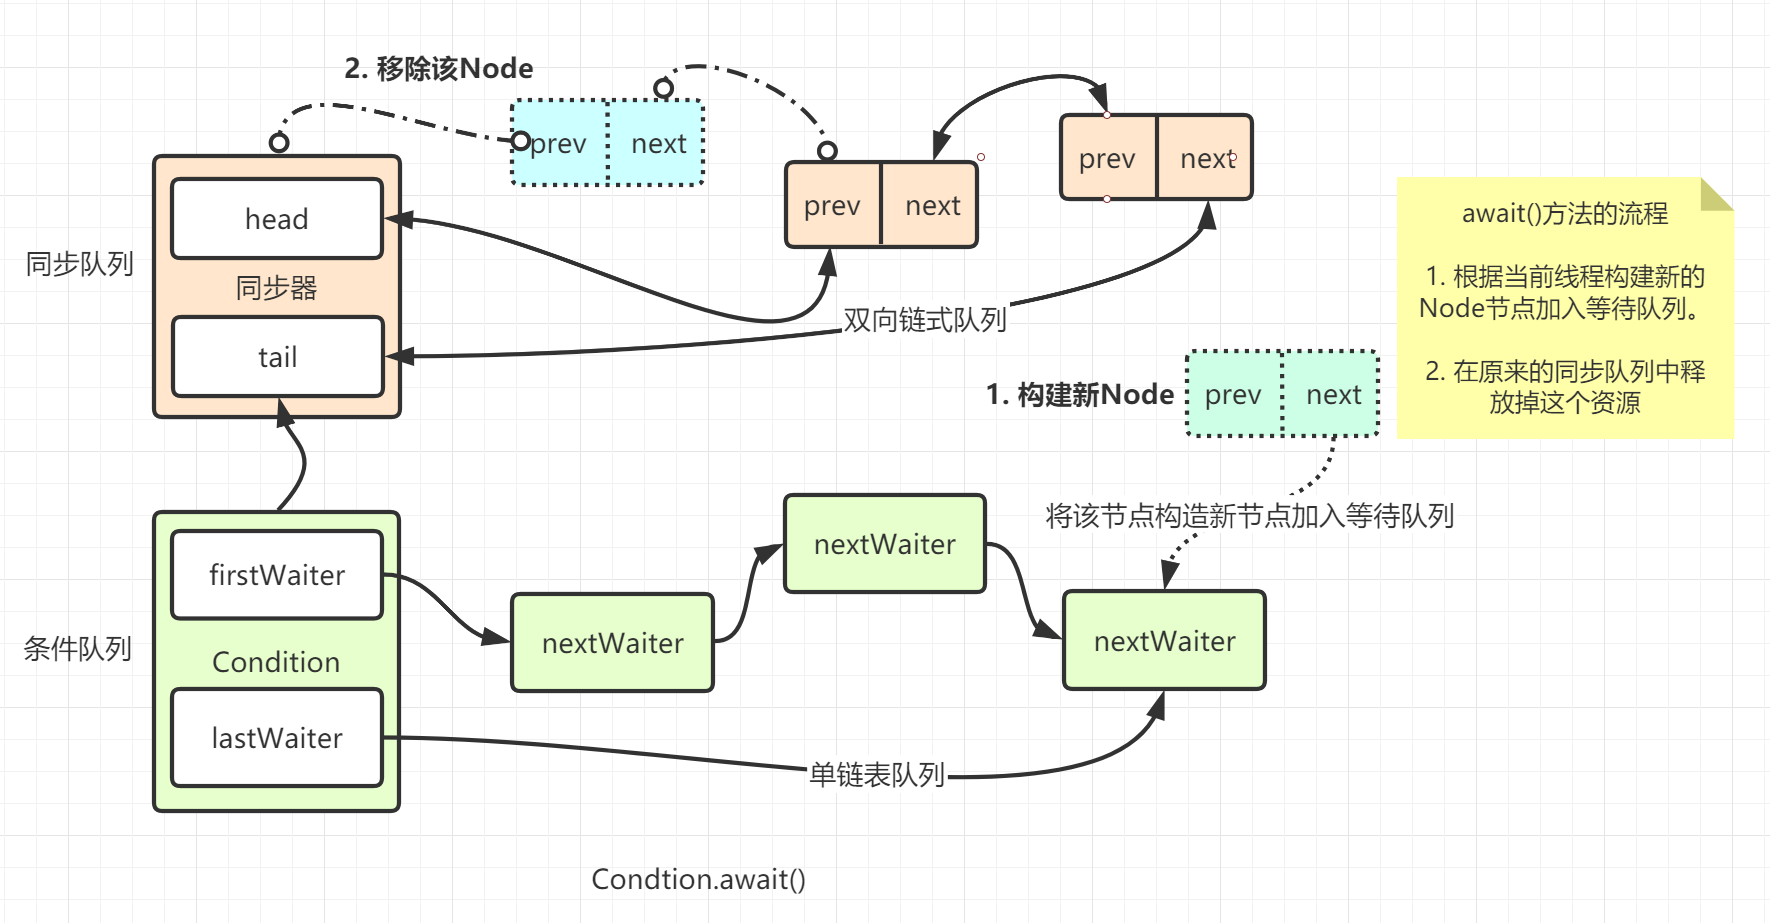 2. 移除该Node
prev
next
prev
next
prev
next
head
同步队列
同步器
tail
双向链式队列
await()方法的流程
1. 根据当前线程构建新的
Node节点加入等待队列。
2. 在原来的同步队列中释
放掉这个资源
1. 构建新Node
prev
next
将该节点构造新节点加入等待队列
firstWaiter
nextWaiter
nextWaiter
nextWaiter
条件队列
Condition
lastWaiter
单链表队列
Condtion.await()